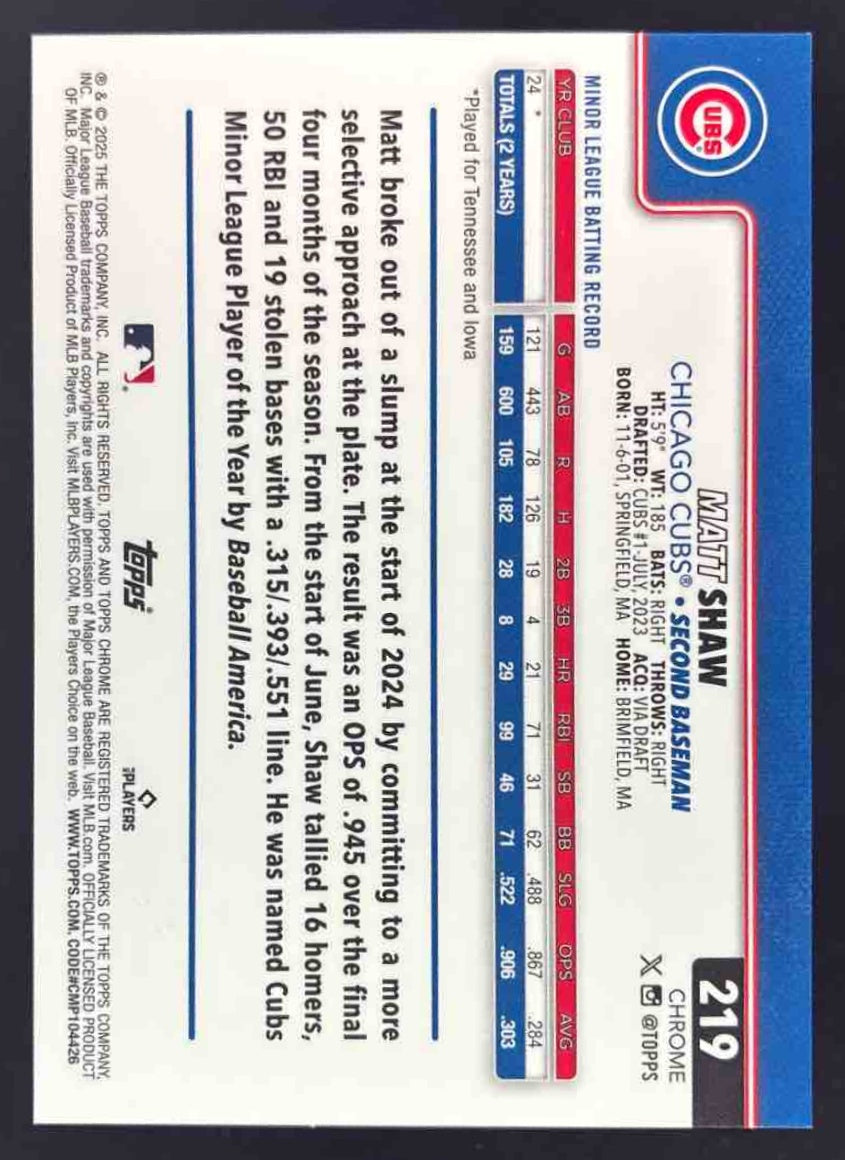 CUBS
219
MATT SHAW
CHROME
CHICAGO CUBS® • SECOND BASEMAN
@TOPPS
HT: 5'9" WT: 185 BATS: RIGHT THROWS: RIGHT
DRAFTED: CUBS #1-JULY, 2023 ACQ: VIA DRAFT
BORN: 11-6-01, SPRINGFIELD, MA HOME: BRIMFIELD, MA
MINOR LEAGUE BATTING RECORD
YR CLUB G AB R H 2B 3B HR RBI SB BB SLG OPS AVG
24 * 121 443 78 126 19 4 21 71 31 62 .488 .867 .284
TOTALS (2 YEARS) 159 600 105 182 28 8 29 99 46 71 .522 .906 .303
*Played for Tennessee and Iowa
Matt broke out of a slump at the start of 2024 by committing to a more
selective approach at the plate. The result was an OPS of .945 over the final
four months of the season. From the start of June, Shaw tallied 16 homers,
50 RBI and 19 stolen bases with a .315/.393/.551 line. He was named Cubs
Minor League Player of the Year by Baseball America.
topps®
PLAYERS
® & © 2025 THE TOPPS COMPANY, INC. ALL RIGHTS RESERVED. TOPPS AND TOPPS CHROME ARE REGISTERED TRADEMARKS OF THE TOPPS COMPANY,
INC. Major League Baseball trademarks and copyrights are used with permission of Major League Baseball. Visit MLB.com. OFFICIALLY LICENSED PRODUCT
OF MLB. Officially Licensed Product of MLB Players, Inc. Visit MLBPLAYERS.COM, the Players Choice on the web. WWW.TOPPS.COM. CODE#CMP104426